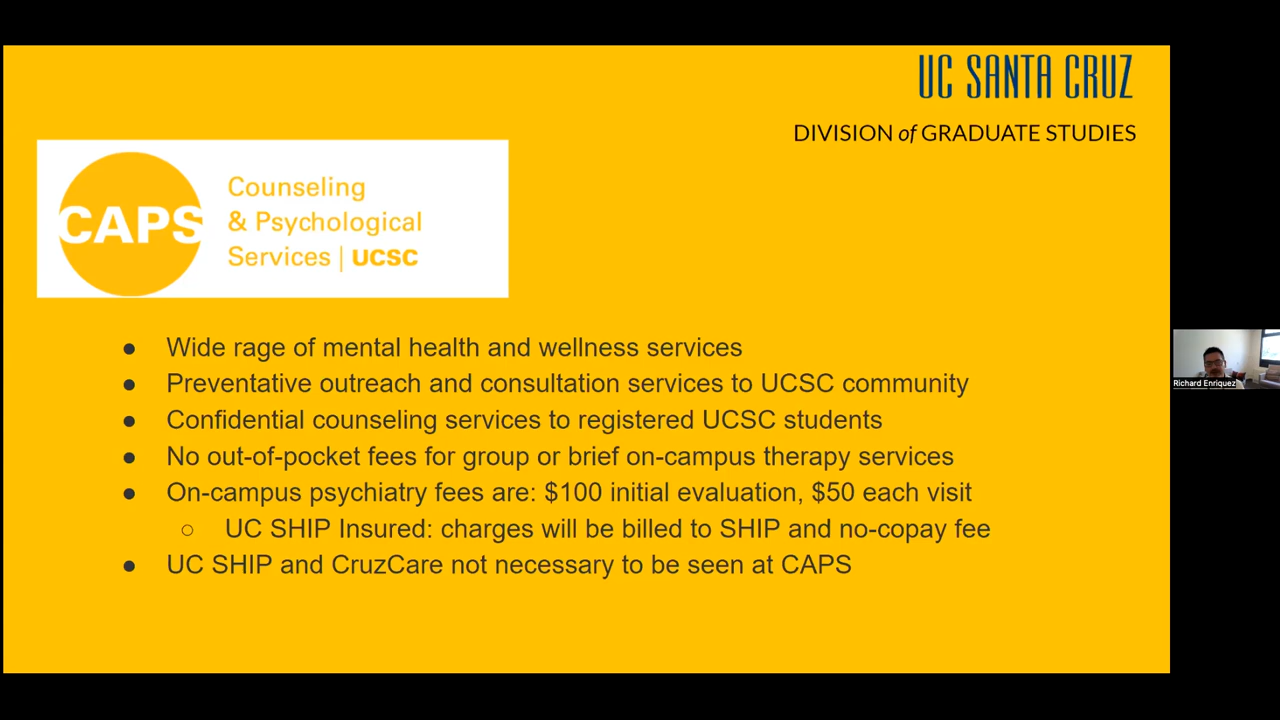 UC SANTA CRUZ
DIVISION of GRADUATE STUDIES
CAPS
Counseling
& Psychological
Services | UCSC
● Wide rage of mental health and wellness services
● Preventative outreach and consultation services to UCSC community
● Confidential counseling services to registered UCSC students
● No out-of-pocket fees for group or brief on-campus therapy services
● On-campus psychiatry fees are: $100 initial evaluation, $50 each visit
○ UC SHIP Insured: charges will be billed to SHIP and no-copay fee
● UC SHIP and CruzCare not necessary to be seen at CAPS
Richard Enriquez